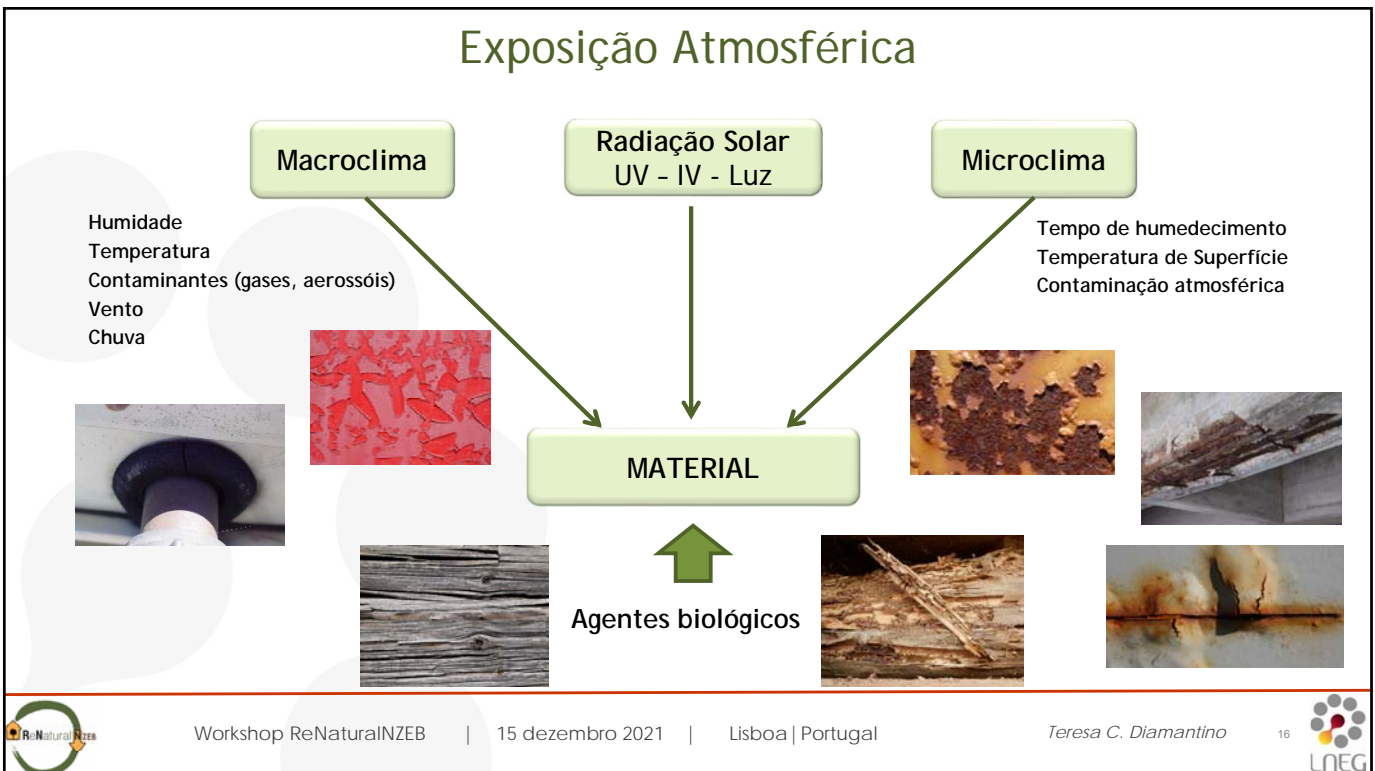 Exposição Atmosférica
Macroclima
Radiação Solar
UV – IV - Luz
Microclima
Humidade
Temperatura
Contaminantes (gases, aerossóis)
Vento
Chuva
Tempo de humedecimento
Temperatura de Superfície
Contaminação atmosférica
MATERIAL
Agentes biológicos
ReNatural NZEB
Workshop ReNaturalNZEB | 15 dezembro 2021 | Lisboa|Portugal
Teresa C. Diamantino
16
LNEG